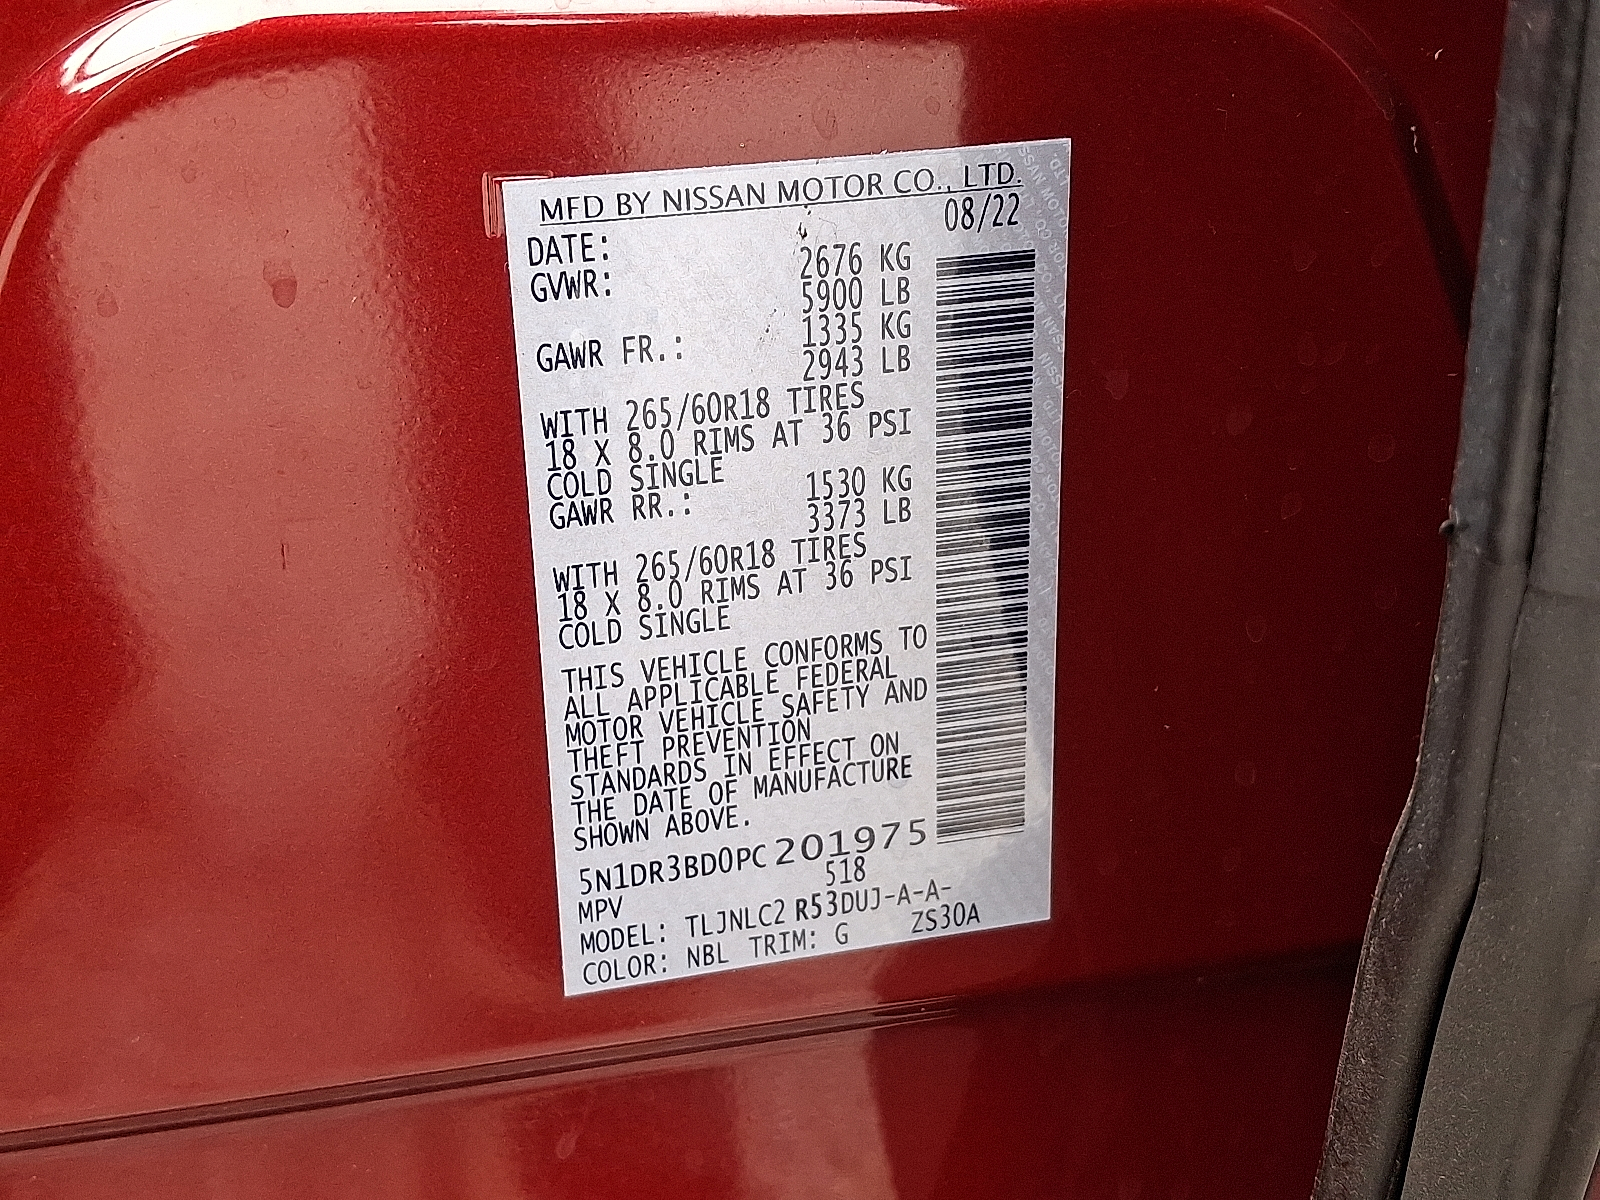 MFD BY NISSAN MOTOR CO., LTD.
DATE: 08/22
GVWR: 2676 KG
5900 LB
GAWR FR.: 1335 KG
2943 LB
WITH 265/60R18 TIRES
18 X 8.0 RIMS AT 36 PSI
COLD SINGLE
GAWR RR.: 1530 KG
3373 LB
WITH 265/60R18 TIRES
18 X 8.0 RIMS AT 36 PSI
COLD SINGLE
THIS VEHICLE CONFORMS TO
ALL APPLICABLE FEDERAL
MOTOR VEHICLE SAFETY AND
THEFT PREVENTION
STANDARDS IN EFFECT ON
THE DATE OF MANUFACTURE
SHOWN ABOVE.
5N1DR3BD0PC201975
MPV 518
MODEL: TLJNLC2 R53DUJ-A-A-
COLOR: NBL TRIM: G ZS30A